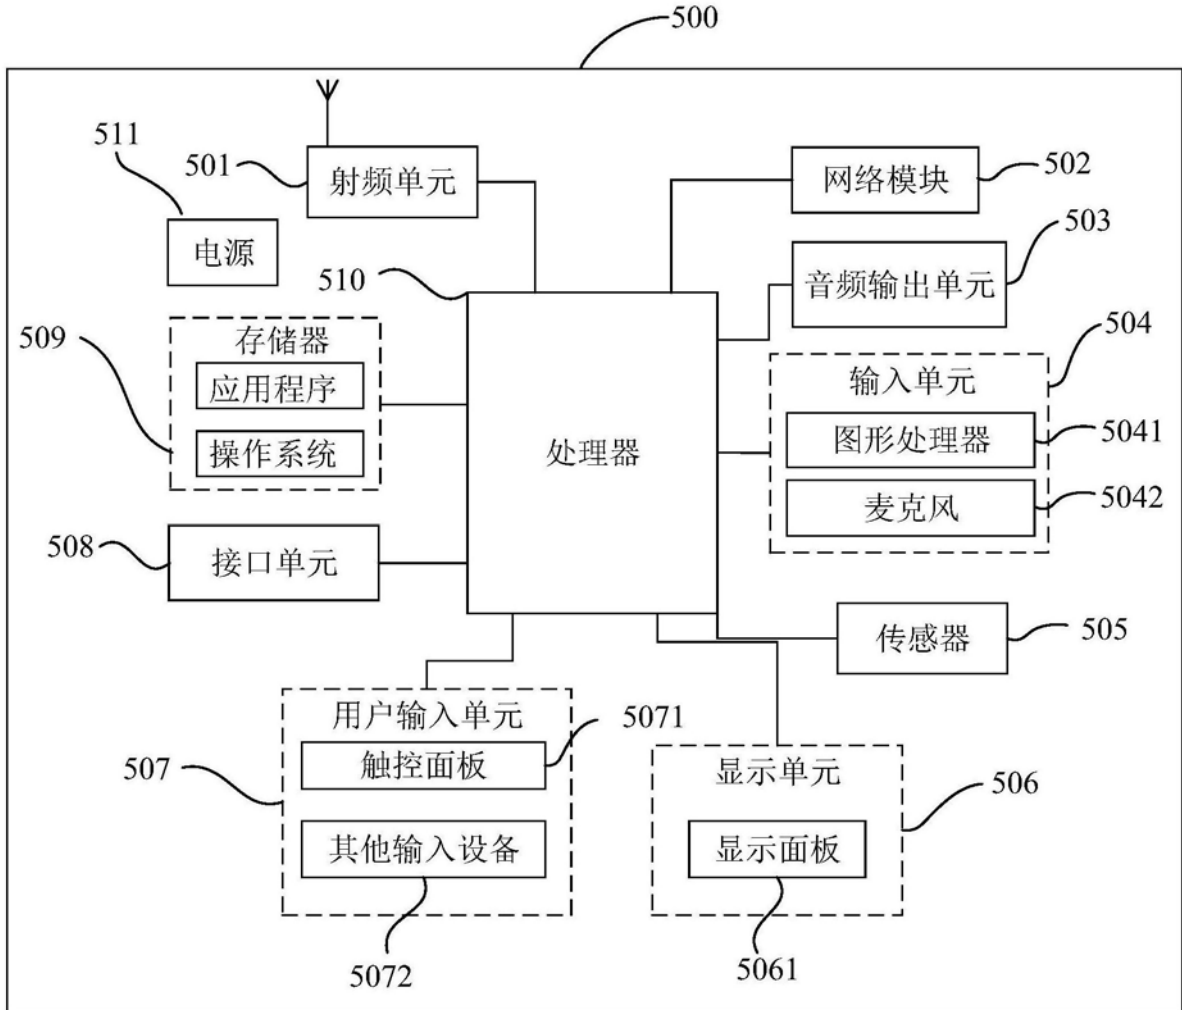 500
511
501
射频单元
网络模块
502
电源
510
音频输出单元
503
509
存储器
应用程序
操作系统
处理器
504
输入单元
图形处理器
5041
麦克风
5042
508
接口单元
传感器
505
507
用户输入单元
触控面板
5071
其他输入设备
5072
显示单元
506
显示面板
5061